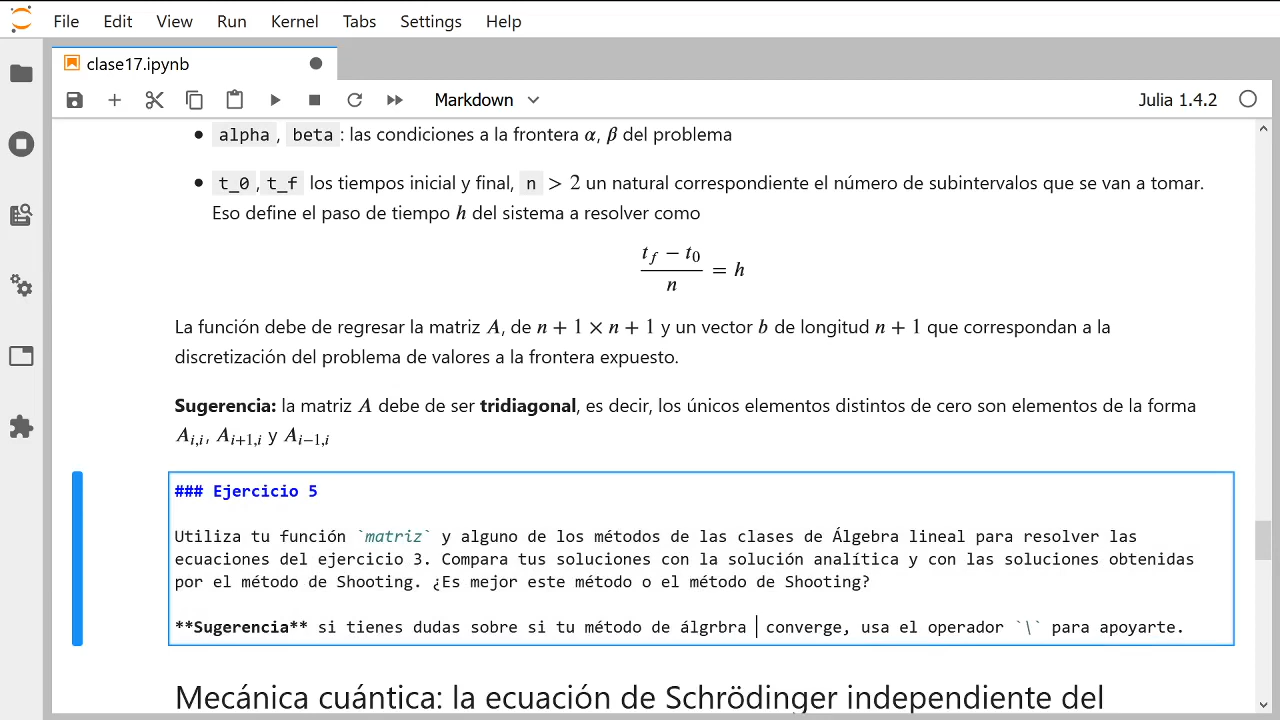 File Edit View Run Kernel Tabs Settings Help
clase17.ipynb
Markdown
Julia 1.4.2
• alpha, beta: las condiciones a la frontera α, β del problema
• t_0, t_f los tiempos inicial y final, n > 2 un natural correspondiente el número de subintervalos que se van a tomar.
Eso define el paso de tiempo h del sistema a resolver como
t_f − t_0
/ n = h
La función debe de regresar la matriz A, de n + 1 × n + 1 y un vector b de longitud n + 1 que correspondan a la
discretización del problema de valores a la frontera expuesto.
Sugerencia: la matriz A debe de ser tridiagonal, es decir, los únicos elementos distintos de cero son elementos de la forma
A_{i,i}, A_{i+1,i} y A_{i−1,i}
### Ejercicio 5
Utiliza tu función `matriz` y alguno de los métodos de las clases de Álgebra lineal para resolver las
ecuaciones del ejercicio 3. Compara tus soluciones con la solución analítica y con las soluciones obtenidas
por el método de Shooting. ¿Es mejor este método o el método de Shooting?
**Sugerencia** si tienes dudas sobre si tu método de álgrbra converge, usa el operador `\` para apoyarte.
Mecánica cuántica: la ecuación de Schrödinger independiente del